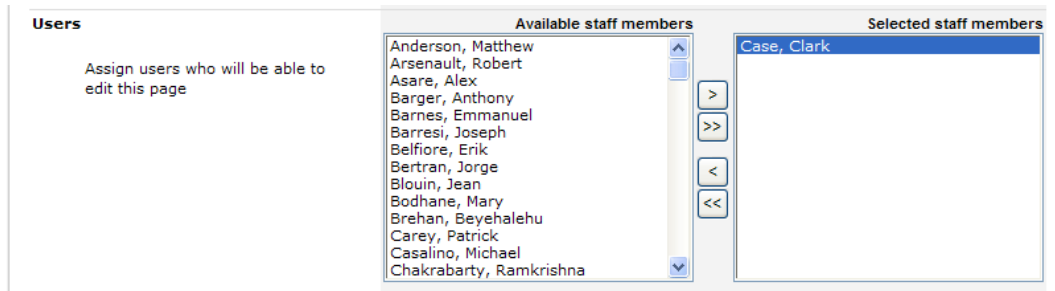 Users
Assign users who will be able to
edit this page
Available staff members
Anderson, Matthew
Arsenault, Robert
Asare, Alex
Barger, Anthony
Barnes, Emmanuel
Barresi, Joseph
Belfiore, Erik
Bertran, Jorge
Blouin, Jean
Bodhane, Mary
Brehan, Beyehalehu
Carey, Patrick
Casalino, Michael
Chakrabarty, Ramkrishna
>
>>
<
<<
Selected staff members
Case, Clark